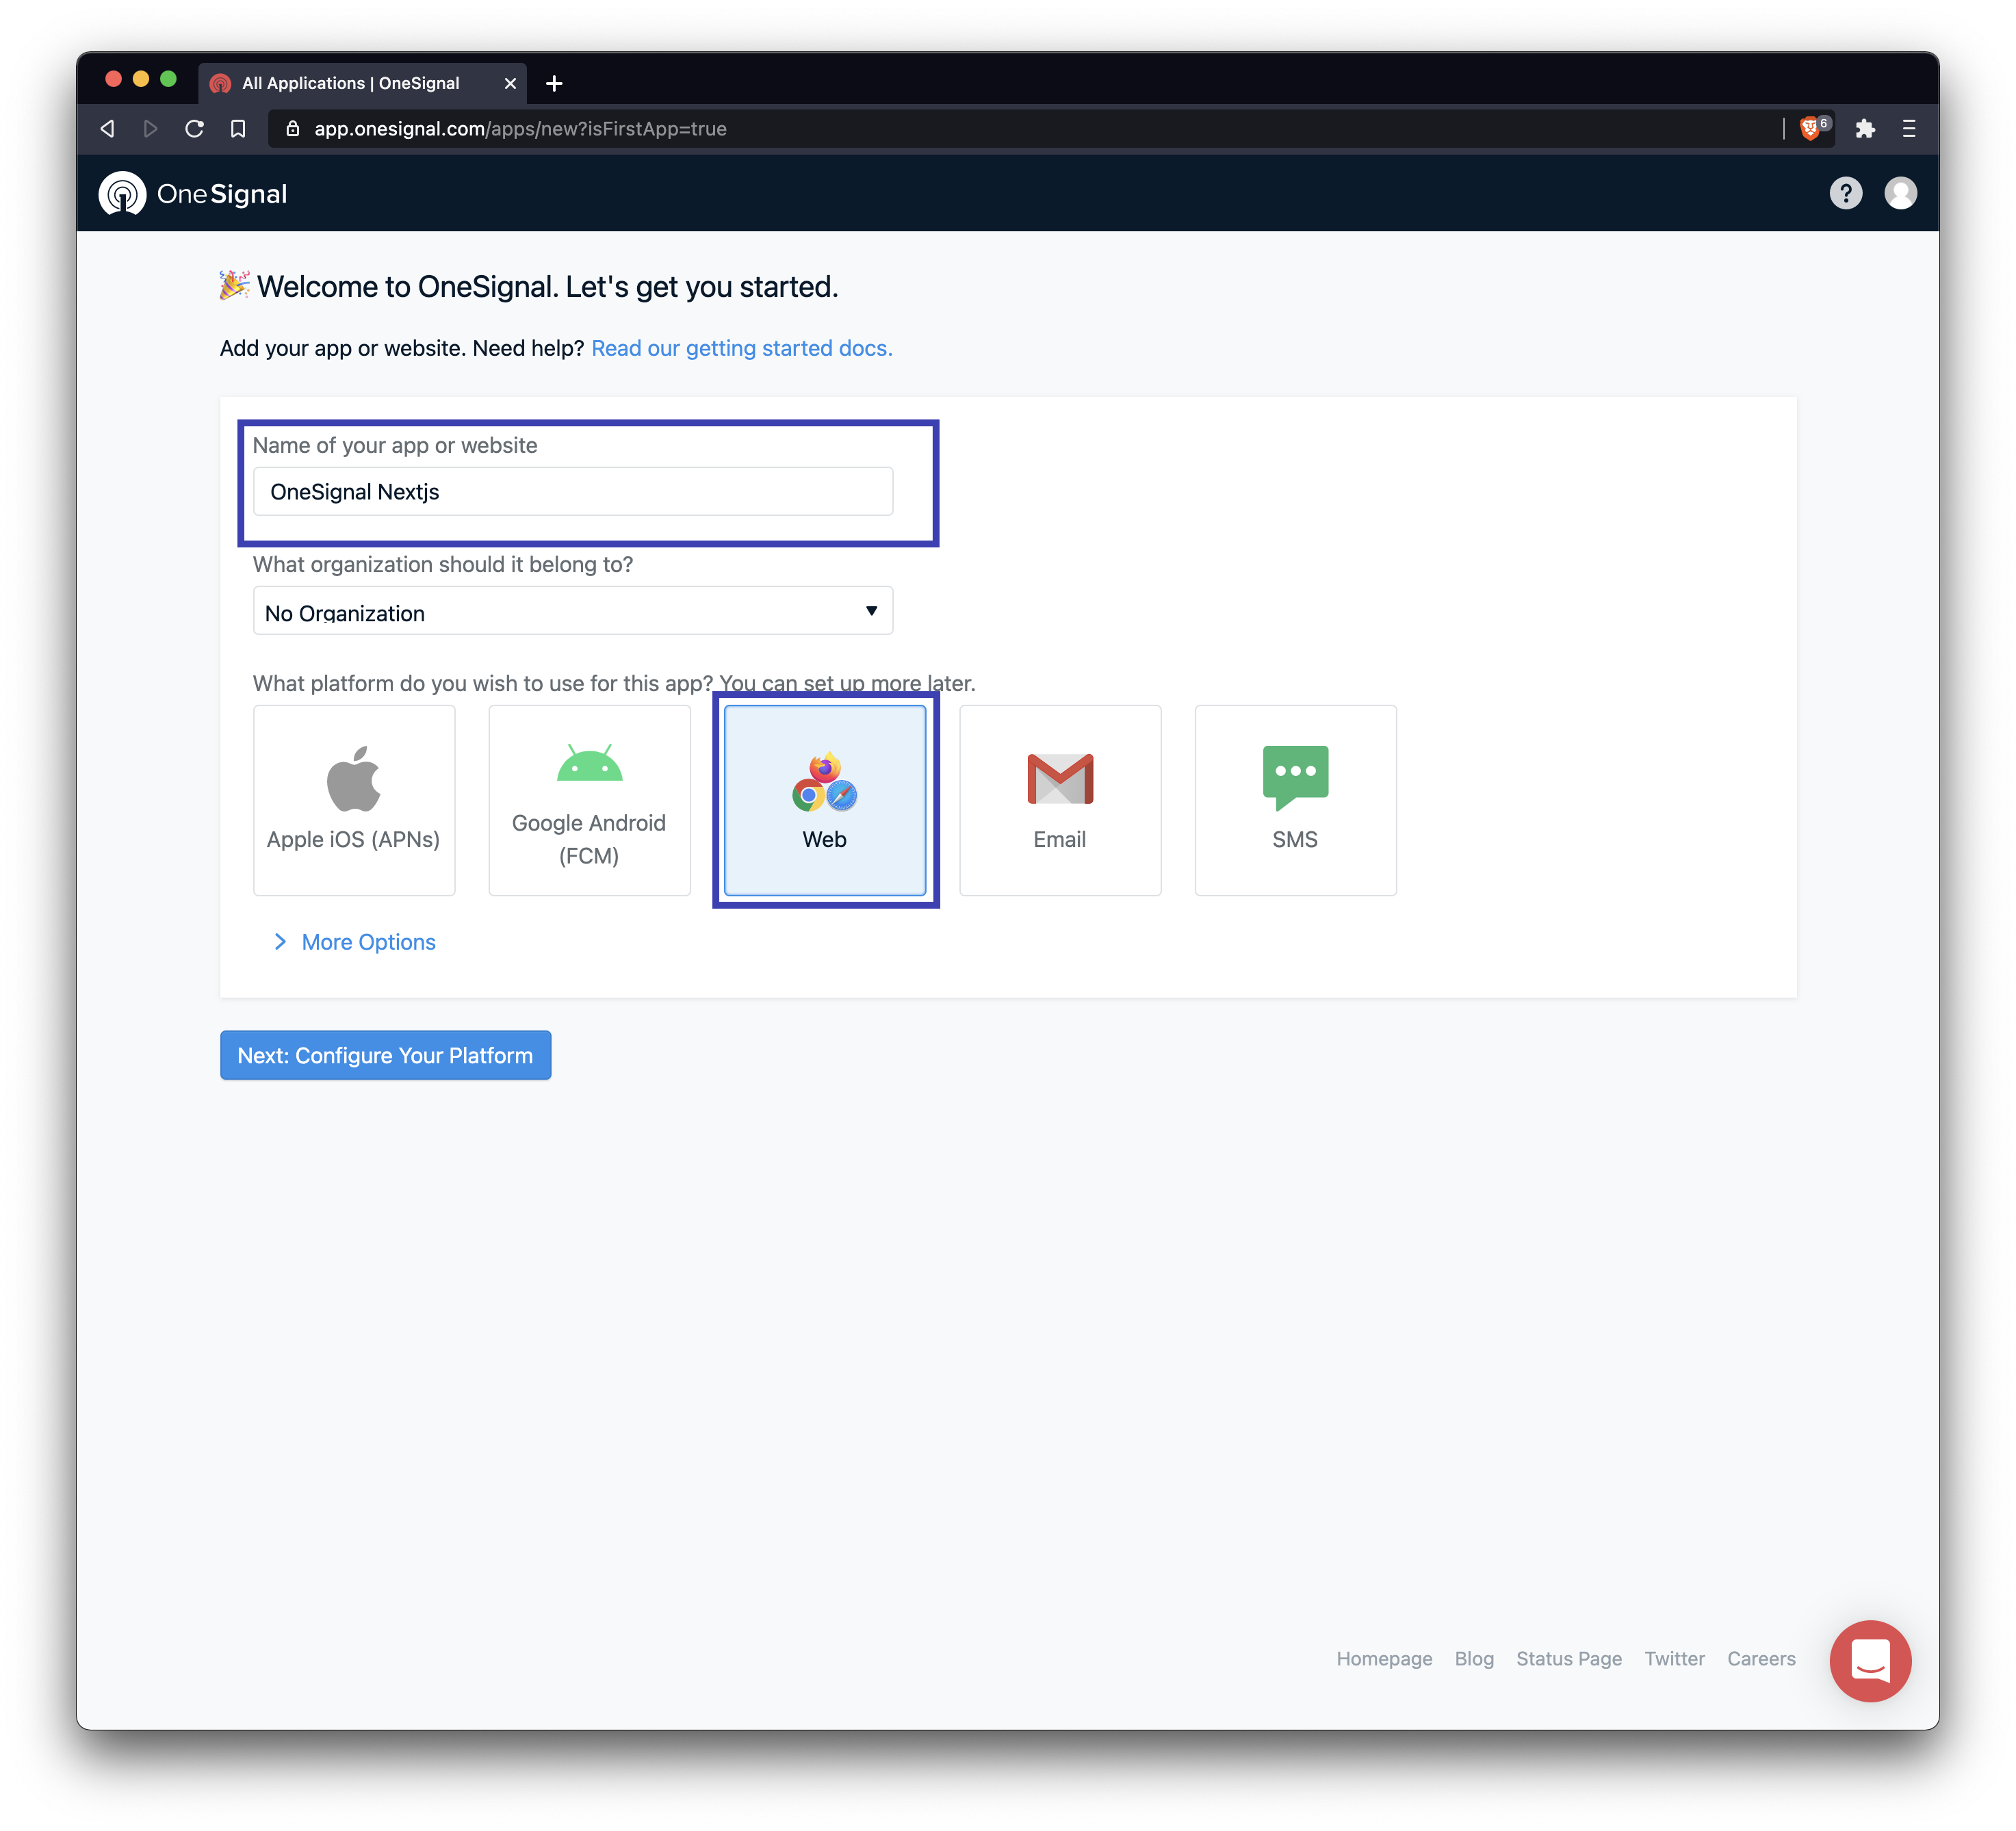 All Applications | OneSignal
app.onesignal.com/apps/new?isFirstApp=true
6
OneSignal
?
Welcome to OneSignal. Let's get you started.
Add your app or website. Need help? Read our getting started docs.
Name of your app or website
OneSignal Nextjs
What organization should it belong to?
No Organization
What platform do you wish to use for this app? You can set up more later.
Apple iOS (APNs)
Google Android
(FCM)
Web
Email
SMS
More Options
Next: Configure Your Platform
Homepage Blog Status Page Twitter Careers